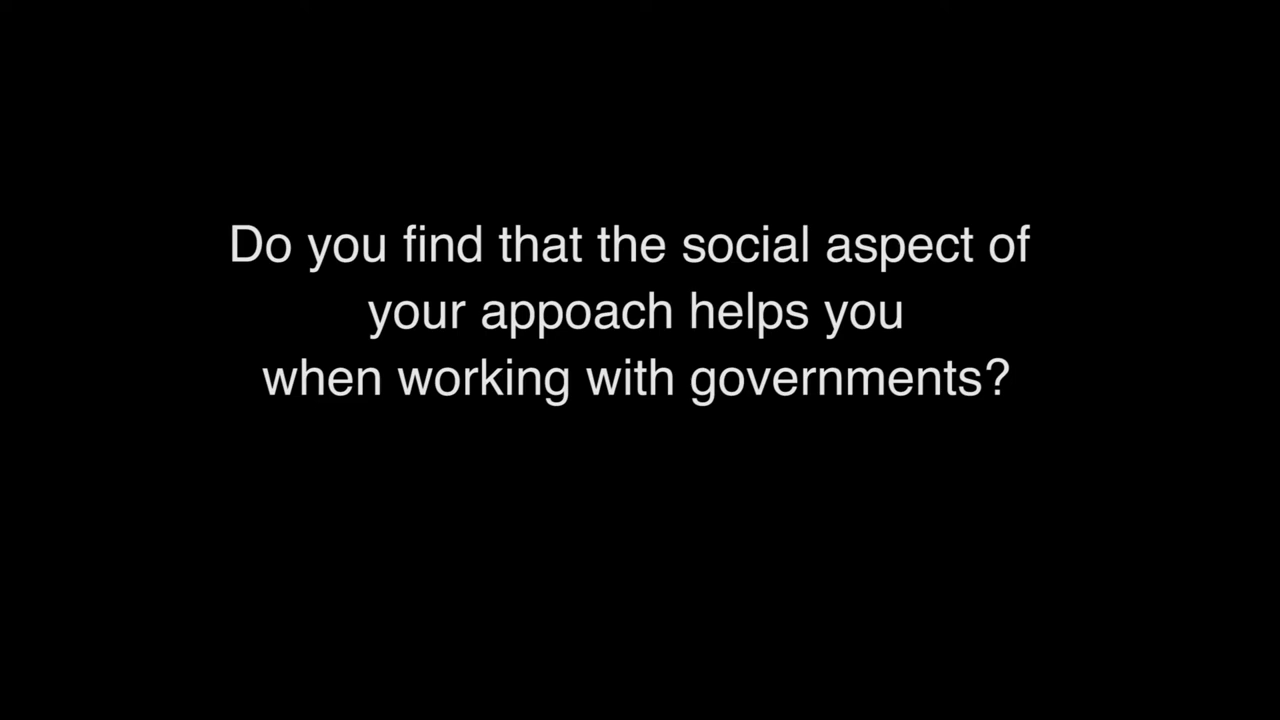 Do you find that the social aspect of
your appoach helps you
when working with governments?